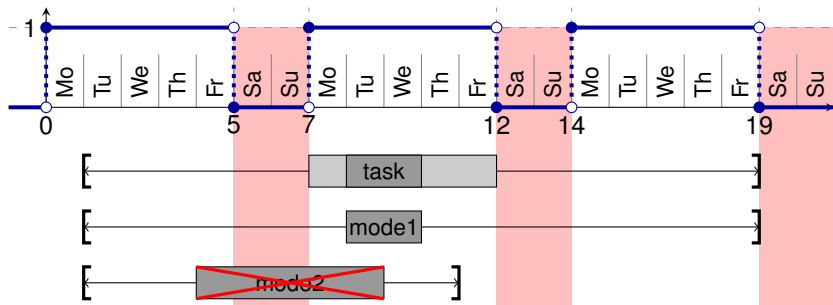 1
Mo Tu We Th Fr Sa Su Mo Tu We Th Fr Sa Su Mo Tu We Th Fr Sa Su
0 5 7 12 14 19
task
mode1
mode2